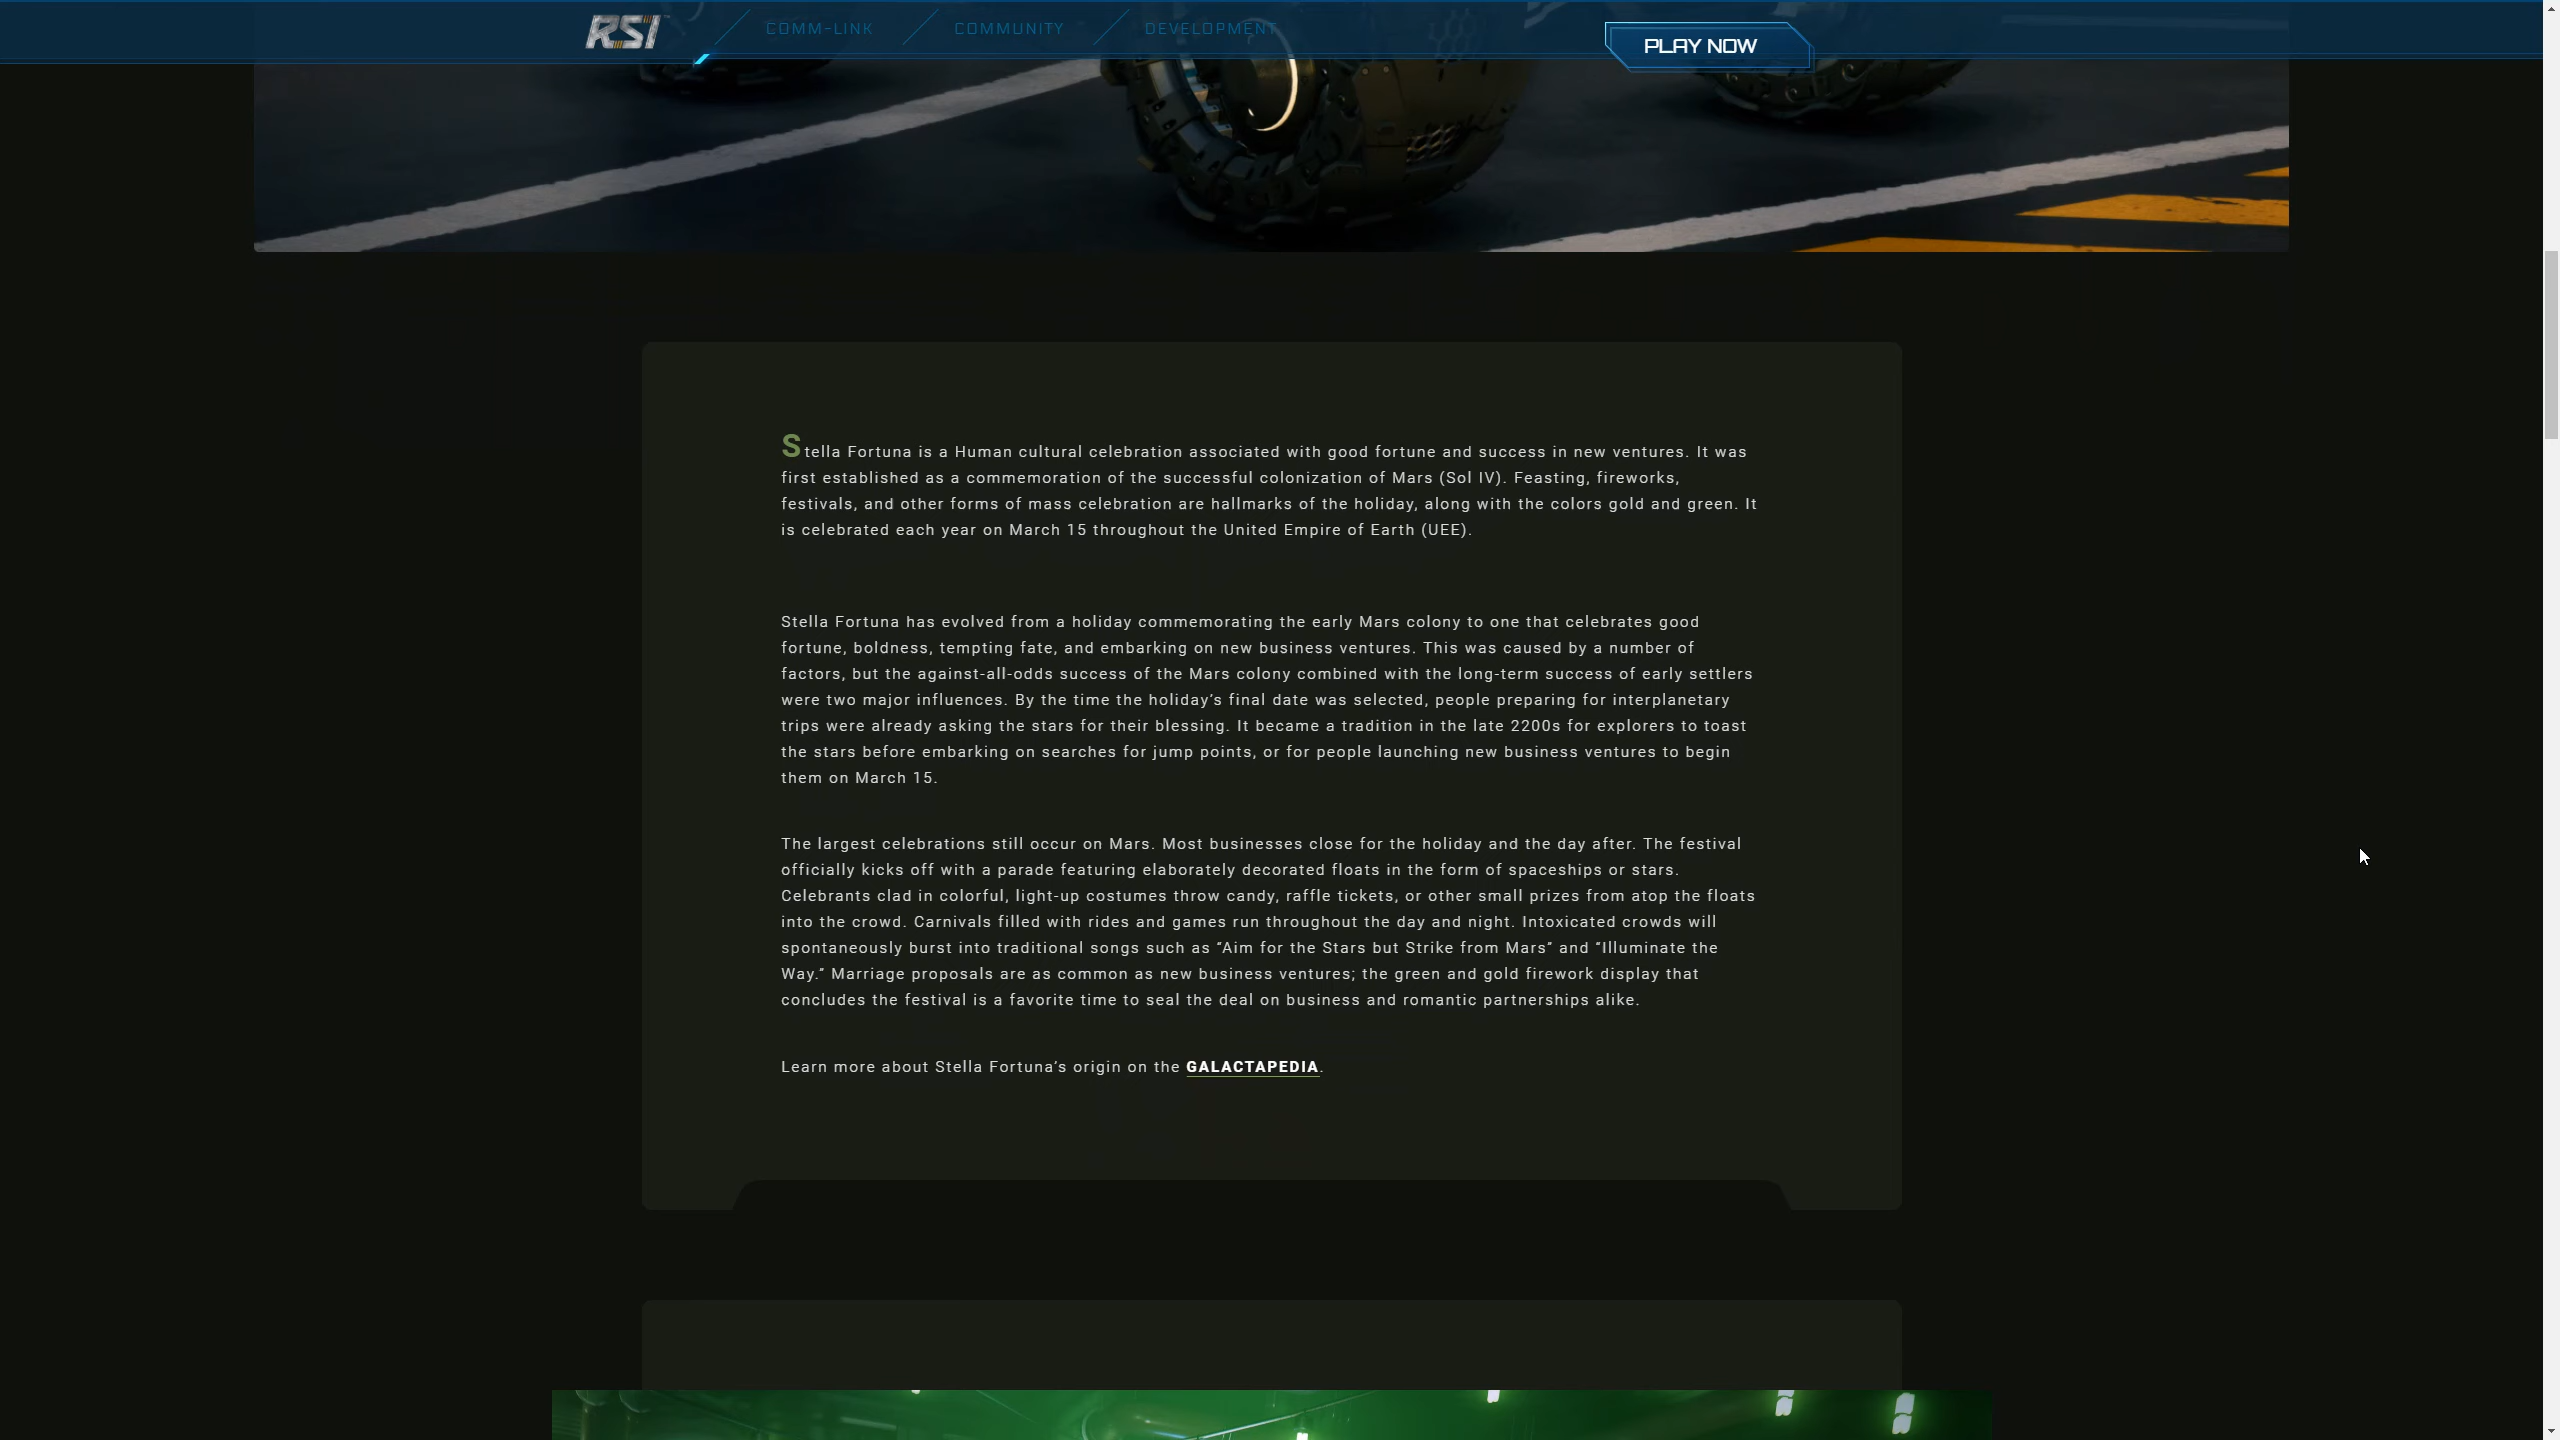 RSI
COMM-LINK
COMMUNITY
DEVELOPMENT
PLAY NOW
Stella Fortuna is a Human cultural celebration associated with good fortune and success in new ventures. It was
first established as a commemoration of the successful colonization of Mars (Sol IV). Feasting, fireworks,
festivals, and other forms of mass celebration are hallmarks of the holiday, along with the colors gold and green. It
is celebrated each year on March 15 throughout the United Empire of Earth (UEE).
Stella Fortuna has evolved from a holiday commemorating the early Mars colony to one that celebrates good
fortune, boldness, tempting fate, and embarking on new business ventures. This was caused by a number of
factors, but the against-all-odds success of the Mars colony combined with the long-term success of early settlers
were two major influences. By the time the holiday’s final date was selected, people preparing for interplanetary
trips were already asking the stars for their blessing. It became a tradition in the late 2200s for explorers to toast
the stars before embarking on searches for jump points, or for people launching new business ventures to begin
them on March 15.
The largest celebrations still occur on Mars. Most businesses close for the holiday and the day after. The festival
officially kicks off with a parade featuring elaborately decorated floats in the form of spaceships or stars.
Celebrants clad in colorful, light-up costumes throw candy, raffle tickets, or other small prizes from atop the floats
into the crowd. Carnivals filled with rides and games run throughout the day and night. Intoxicated crowds will
spontaneously burst into traditional songs such as “Aim for the Stars but Strike from Mars” and “Illuminate the
Way.” Marriage proposals are as common as new business ventures; the green and gold firework display that
concludes the festival is a favorite time to seal the deal on business and romantic partnerships alike.
Learn more about Stella Fortuna’s origin on the GALACTAPEDIA.